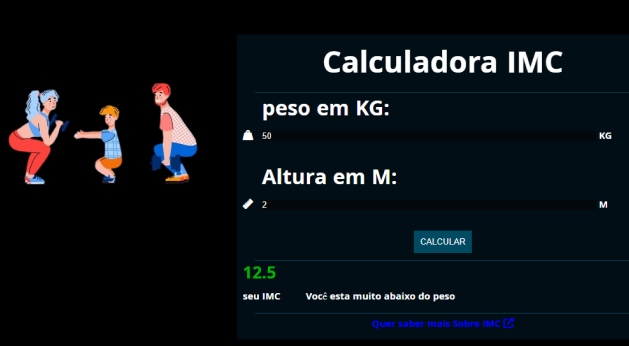 Calculadora IMC
peso em KG:
50 KG
Altura em M:
2 M
CALCULAR
12.5
seu IMC Você esta muito abaixo do peso
Quer saber mais Sobre IMC